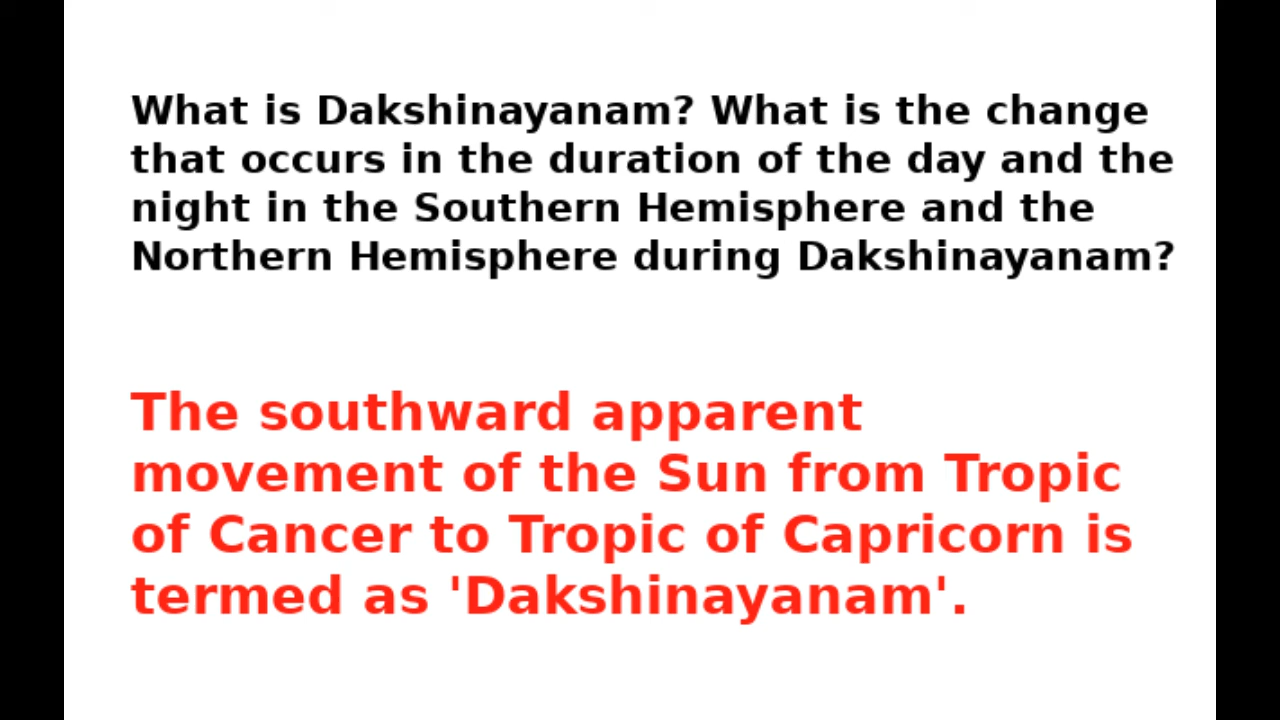 What is Dakshinayanam? What is the change
that occurs in the duration of the day and the
night in the Southern Hemisphere and the
Northern Hemisphere during Dakshinayanam?
The southward apparent
movement of the Sun from Tropic
of Cancer to Tropic of Capricorn is
termed as 'Dakshinayanam'.